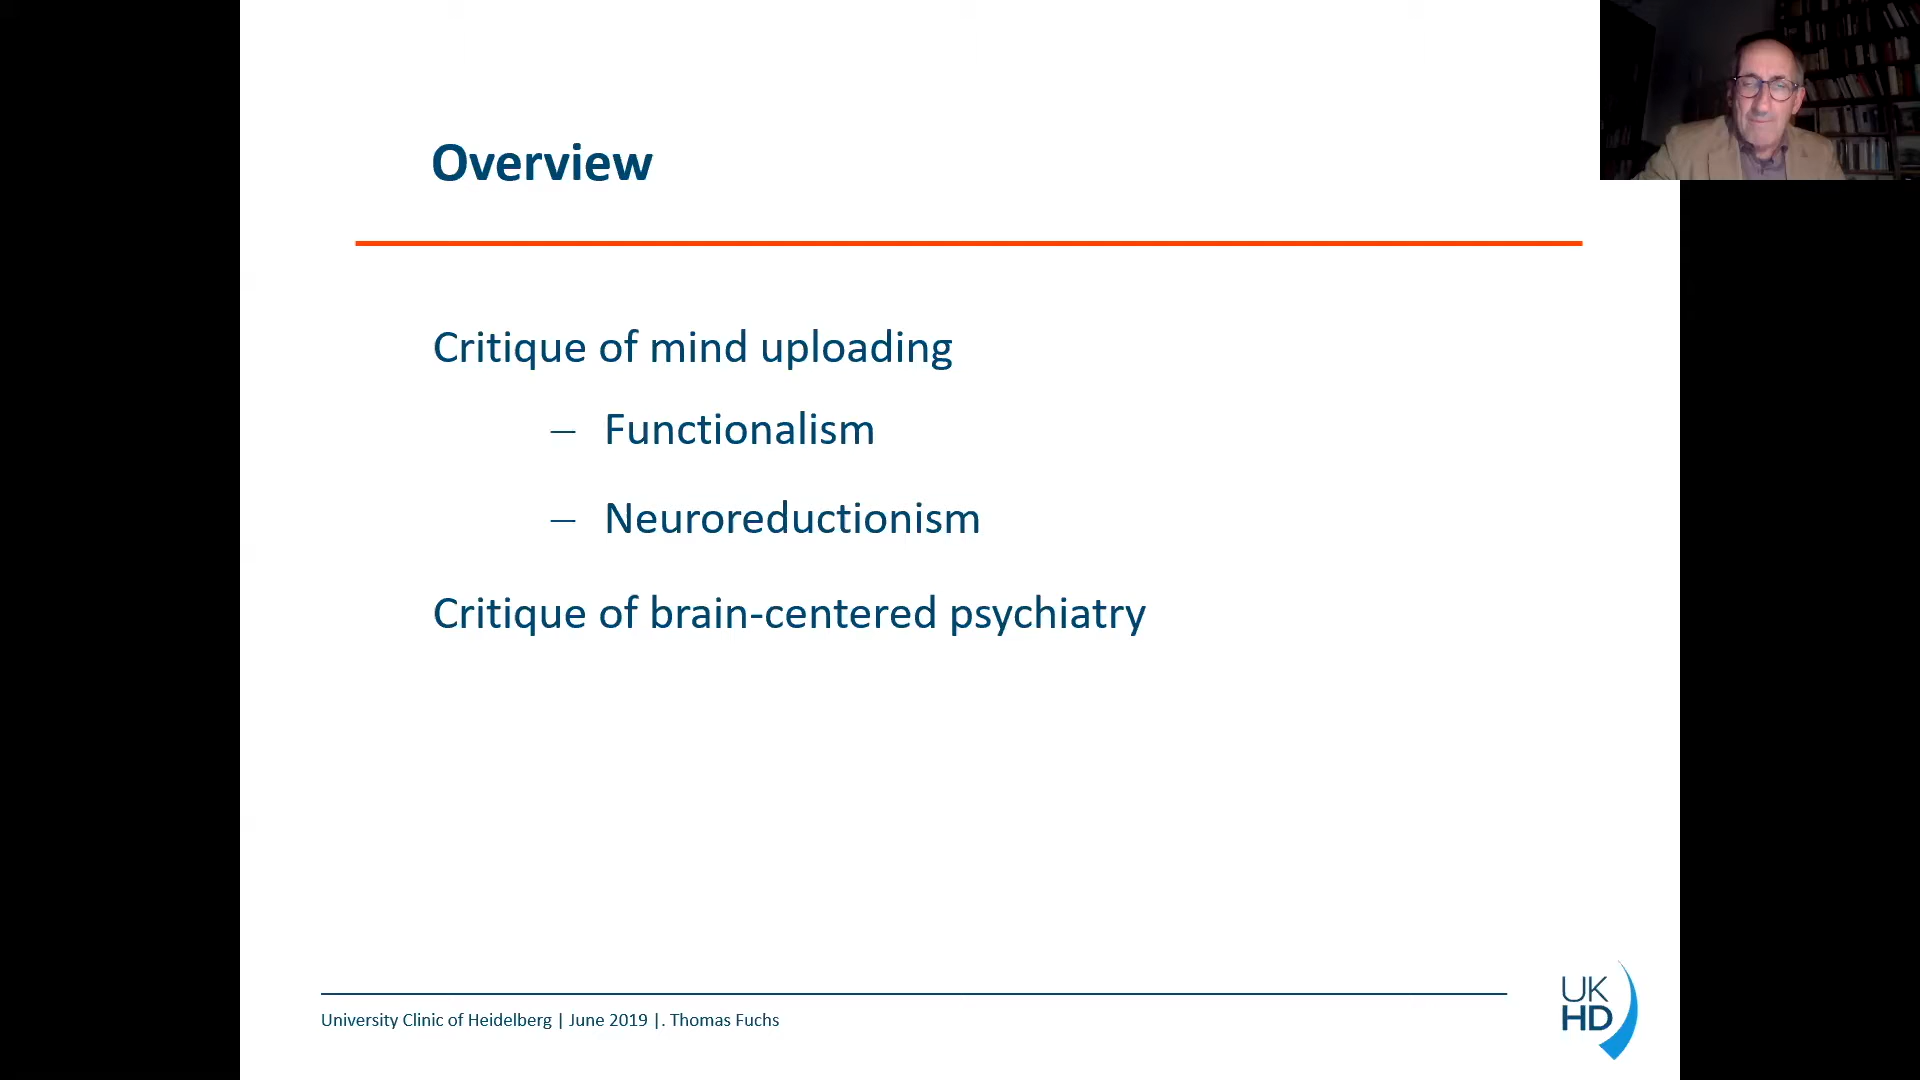 Overview
Critique of mind uploading
– Functionalism
– Neuroreductionism
Critique of brain-centered psychiatry
University Clinic of Heidelberg | June 2019 |. Thomas Fuchs
UK
HD